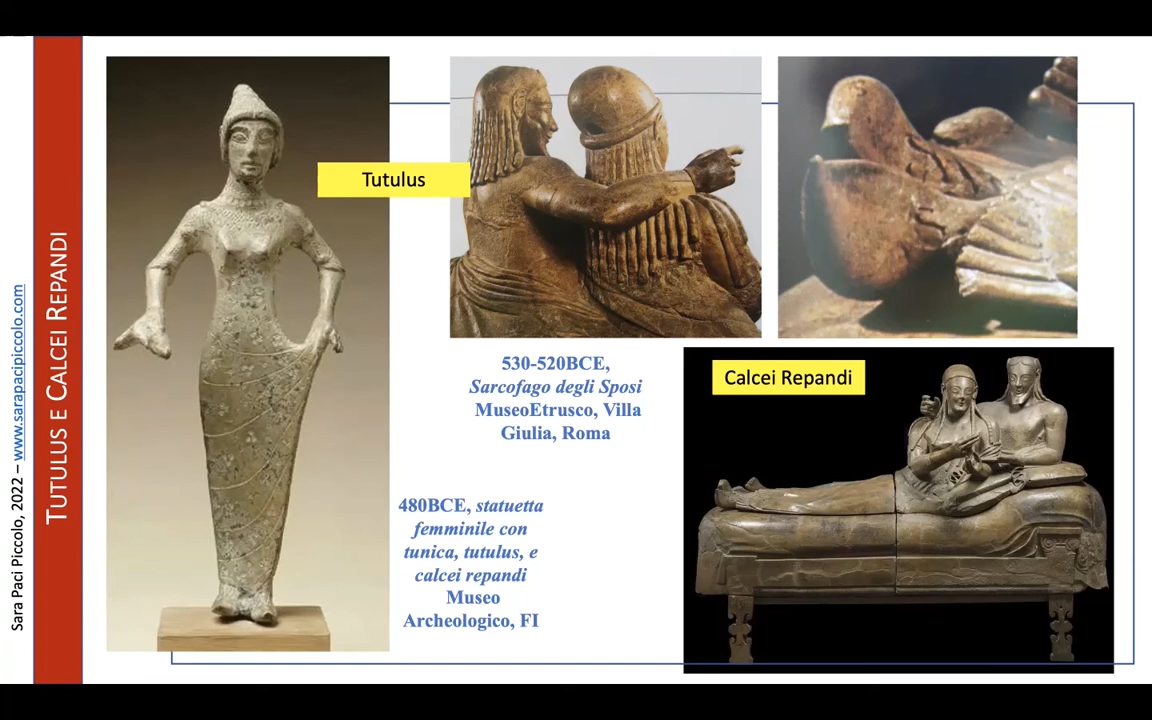 Sara Paci Piccolo, 2022 – www.sarapacipiccolo.com
TUTULUS E CALCEI REPANDI
Tutulus
530-520BCE,
Sarcofago degli Sposi
MuseoEtrusco, Villa
Giulia, Roma
Calcei Repandi
480BCE, statuetta
femminile con
tunica, tutulus, e
calcei repandi
Museo
Archeologico, FI